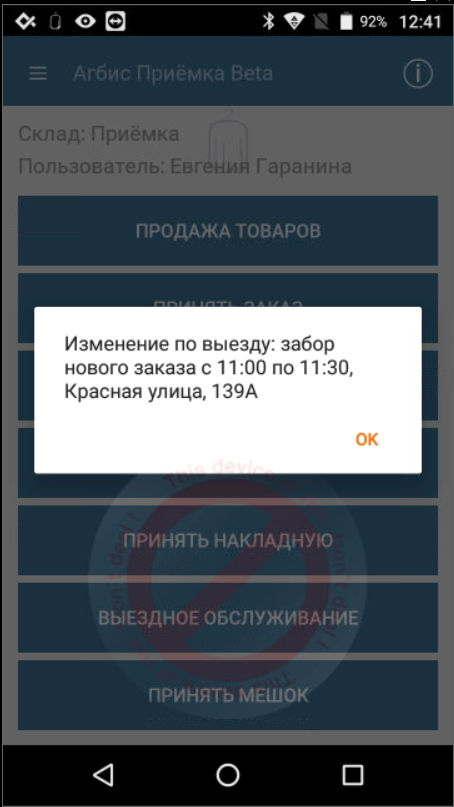 92% 12:41
Агбис Приёмка Beta
Склад: Приёмка
Пользователь: Евгения Гаранина
ПРОДАЖА ТОВАРОВ
ПРИНЯТЬ ЗАКАЗ
Изменение по выезду: забор
нового заказа с 11:00 по 11:30,
Красная улица, 139А
OK
This device is
ПРИНЯТЬ НАКЛАДНУЮ
ВЫЕЗДНОЕ ОБСЛУЖИВАНИЕ
ПРИНЯТЬ МЕШОК